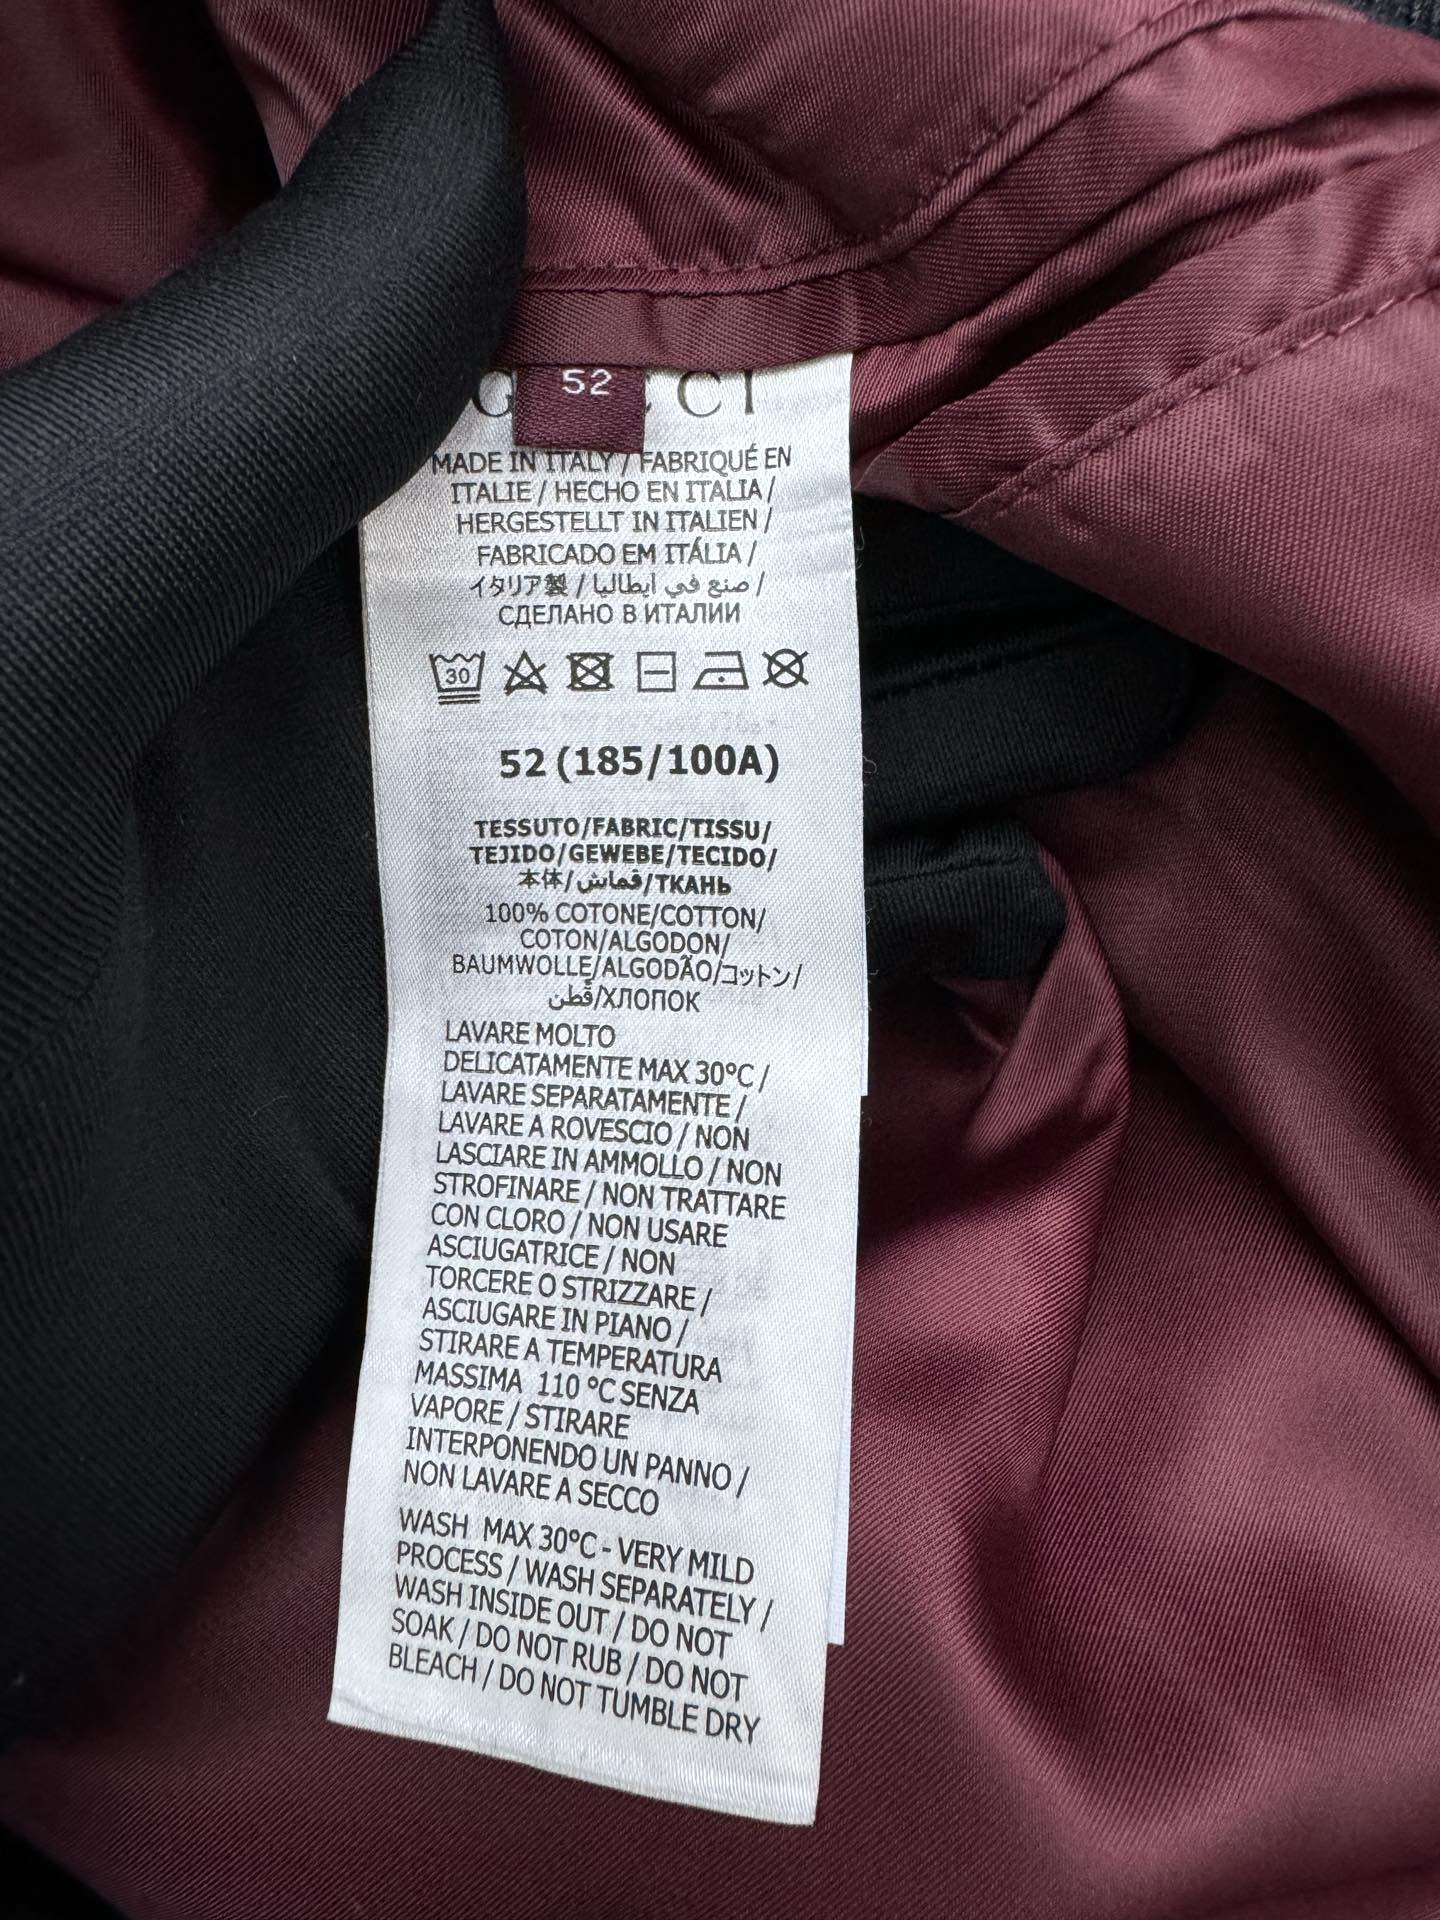 52
G CCI
MADE IN ITALY / FABRIQUÉ EN
ITALIE / HECHO EN ITALIA /
HERGESTELLT IN ITALIEN /
FABRICADO EM ITÁLIA /
イタリア製 / صنع في ايطاليا /
СДЕЛАНО В ИТАЛИИ
30
52 (185/100A)
TESSUTO/FABRIC/TISSU/
TEJIDO/GEWEBE/TECIDO/
本体/قماش/ТКАНЬ
100% COTONE/COTTON/
COTON/ALGODON/
BAUMWOLLE/ALGODÃO/コットン/
قُطن/ХЛОПОК
LAVARE MOLTO
DELICATAMENTE MAX 30°C /
LAVARE SEPARATAMENTE /
LAVARE A ROVESCIO / NON
LASCIARE IN AMMOLLO / NON
STROFINARE / NON TRATTARE
CON CLORO / NON USARE
ASCIUGATRICE / NON
TORCERE O STRIZZARE /
ASCIUGARE IN PIANO /
STIRARE A TEMPERATURA
MASSIMA 110 °C SENZA
VAPORE / STIRARE
INTERPONENDO UN PANNO /
NON LAVARE A SECCO
WASH MAX 30°C - VERY MILD
PROCESS / WASH SEPARATELY /
WASH INSIDE OUT / DO NOT
SOAK / DO NOT RUB / DO NOT
BLEACH / DO NOT TUMBLE DRY